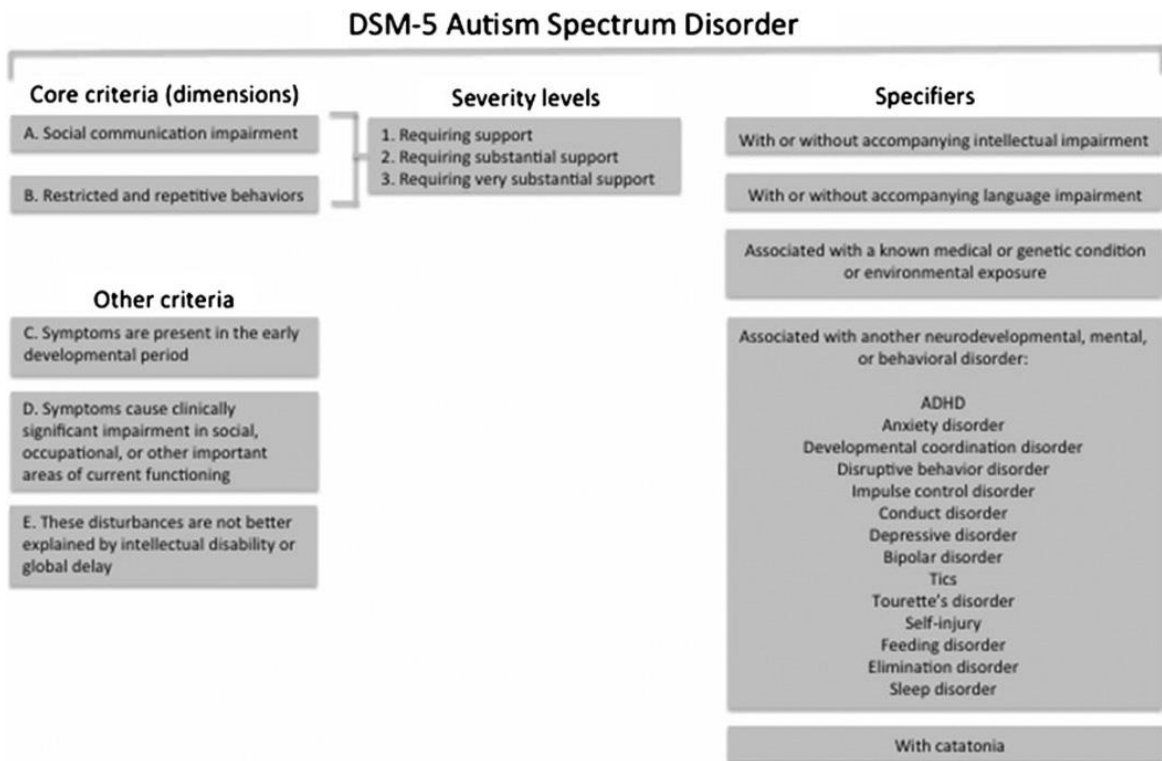 DSM-5 Autism Spectrum Disorder
Core criteria (dimensions)
A. Social communication impairment
B. Restricted and repetitive behaviors
Severity levels
1. Requiring support
2. Requiring substantial support
3. Requiring very substantial support
Other criteria
C. Symptoms are present in the early
developmental period
D. Symptoms cause clinically
significant impairment in social,
occupational, or other important
areas of current functioning
E. These disturbances are not better
explained by intellectual disability or
global delay
Specifiers
With or without accompanying intellectual impairment
With or without accompanying language impairment
Associated with a known medical or genetic condition
or environmental exposure
Associated with another neurodevelopmental, mental,
or behavioral disorder:
ADHD
Anxiety disorder
Developmental coordination disorder
Disruptive behavior disorder
Impulse control disorder
Conduct disorder
Depressive disorder
Bipolar disorder
Tics
Tourette's disorder
Self-injury
Feeding disorder
Elimination disorder
Sleep disorder
With catatonia